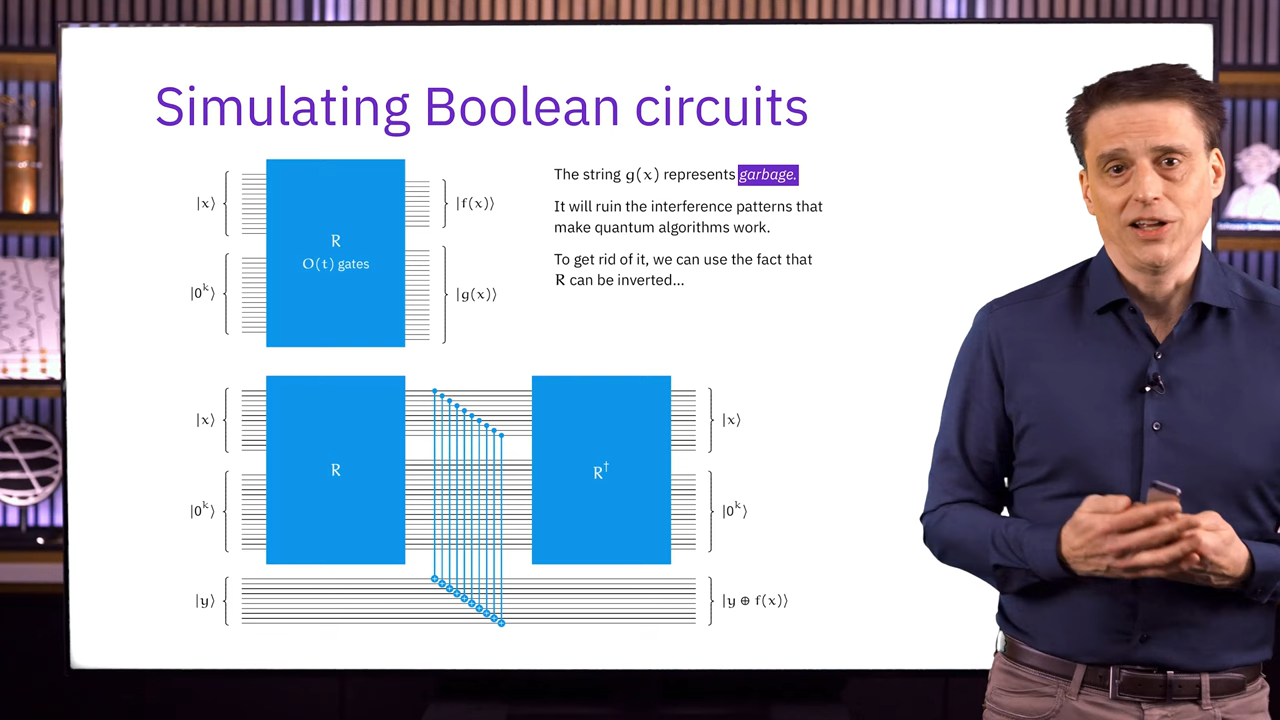 Simulating Boolean circuits
|x⟩
|0ᵏ⟩
R
O(t) gates
|f(x)⟩
|g(x)⟩
The string g(x) represents garbage.
It will ruin the interference patterns that
make quantum algorithms work.
To get rid of it, we can use the fact that
R can be inverted...
|x⟩
|0ᵏ⟩
|y⟩
R
R†
|x⟩
|0ᵏ⟩
|y ⊕ f(x)⟩